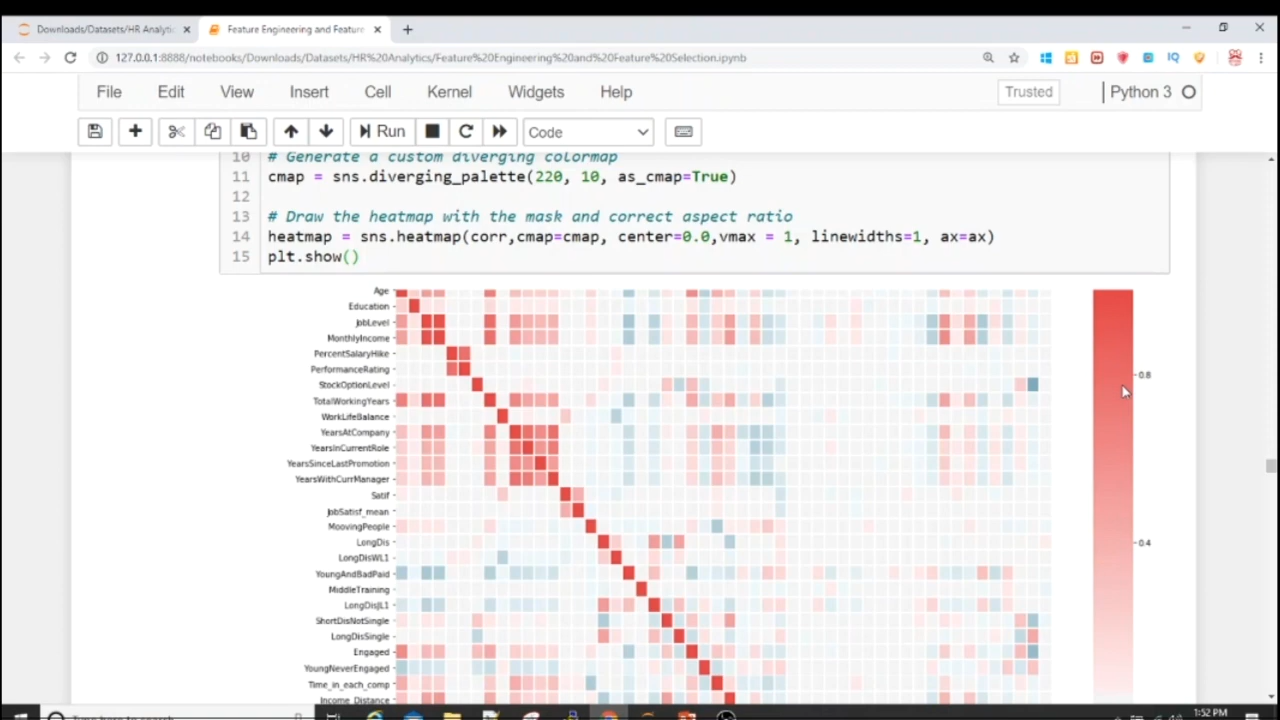 Downloads/Datasets/HR Analytic
Feature Engineering and Feature
127.0.0.1:8888/notebooks/Downloads/Datasets/HR%20Analytics/Feature%20Engineering%20and%20Feature%20Selection.ipynb
File Edit View Insert Cell Kernel Widgets Help
Trusted
Python 3
Run
Code
10 # Generate a custom diverging colormap
11 cmap = sns.diverging_palette(220, 10, as_cmap=True)
12
13 # Draw the heatmap with the mask and correct aspect ratio
14 heatmap = sns.heatmap(corr,cmap=cmap, center=0.0,vmax = 1, linewidths=1, ax=ax)
15 plt.show()
Age
Education
JobLevel
MonthlyIncome
PercentSalaryHike
PerformanceRating
StockOptionLevel
TotalWorkingYears
WorkLifeBalance
YearsAtCompany
YearsInCurrentRole
YearsSinceLastPromotion
YearsWithCurrManager
Satif
JobSatisf_mean
MoovingPeople
LongDis
LongDisWL1
YoungAndBadPaid
MiddleTraining
LongDisJL1
ShortDisNotSingle
LongDisSingle
Engaged
YoungNeverEngaged
Time_in_each_comp
Income_Distance
0.8
0.4
1:52 PM